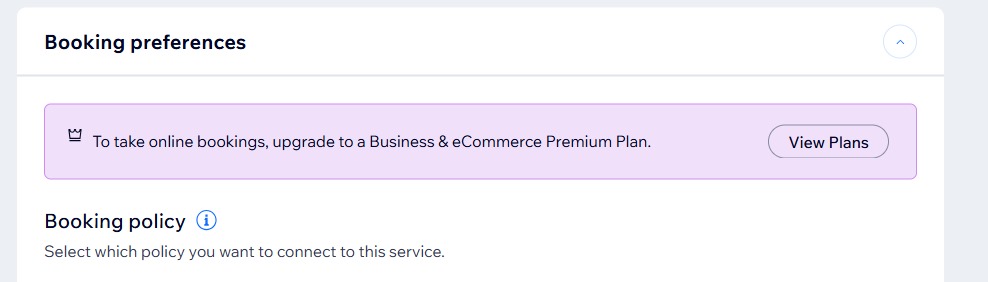 Booking preferences
To take online bookings, upgrade to a Business & eCommerce Premium Plan.
View Plans
Booking policy
Select which policy you want to connect to this service.